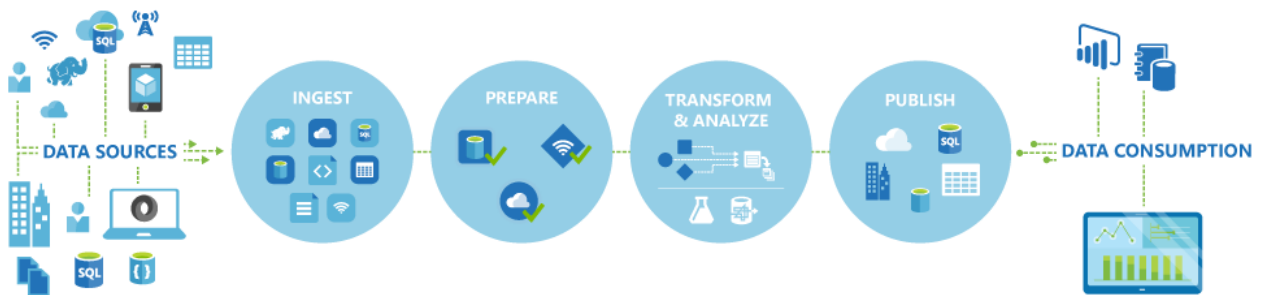 SQL
DATA SOURCES
SQL
{}
INGEST
SQL
<>
PREPARE
TRANSFORM
& ANALYZE
PUBLISH
SQL
DATA CONSUMPTION